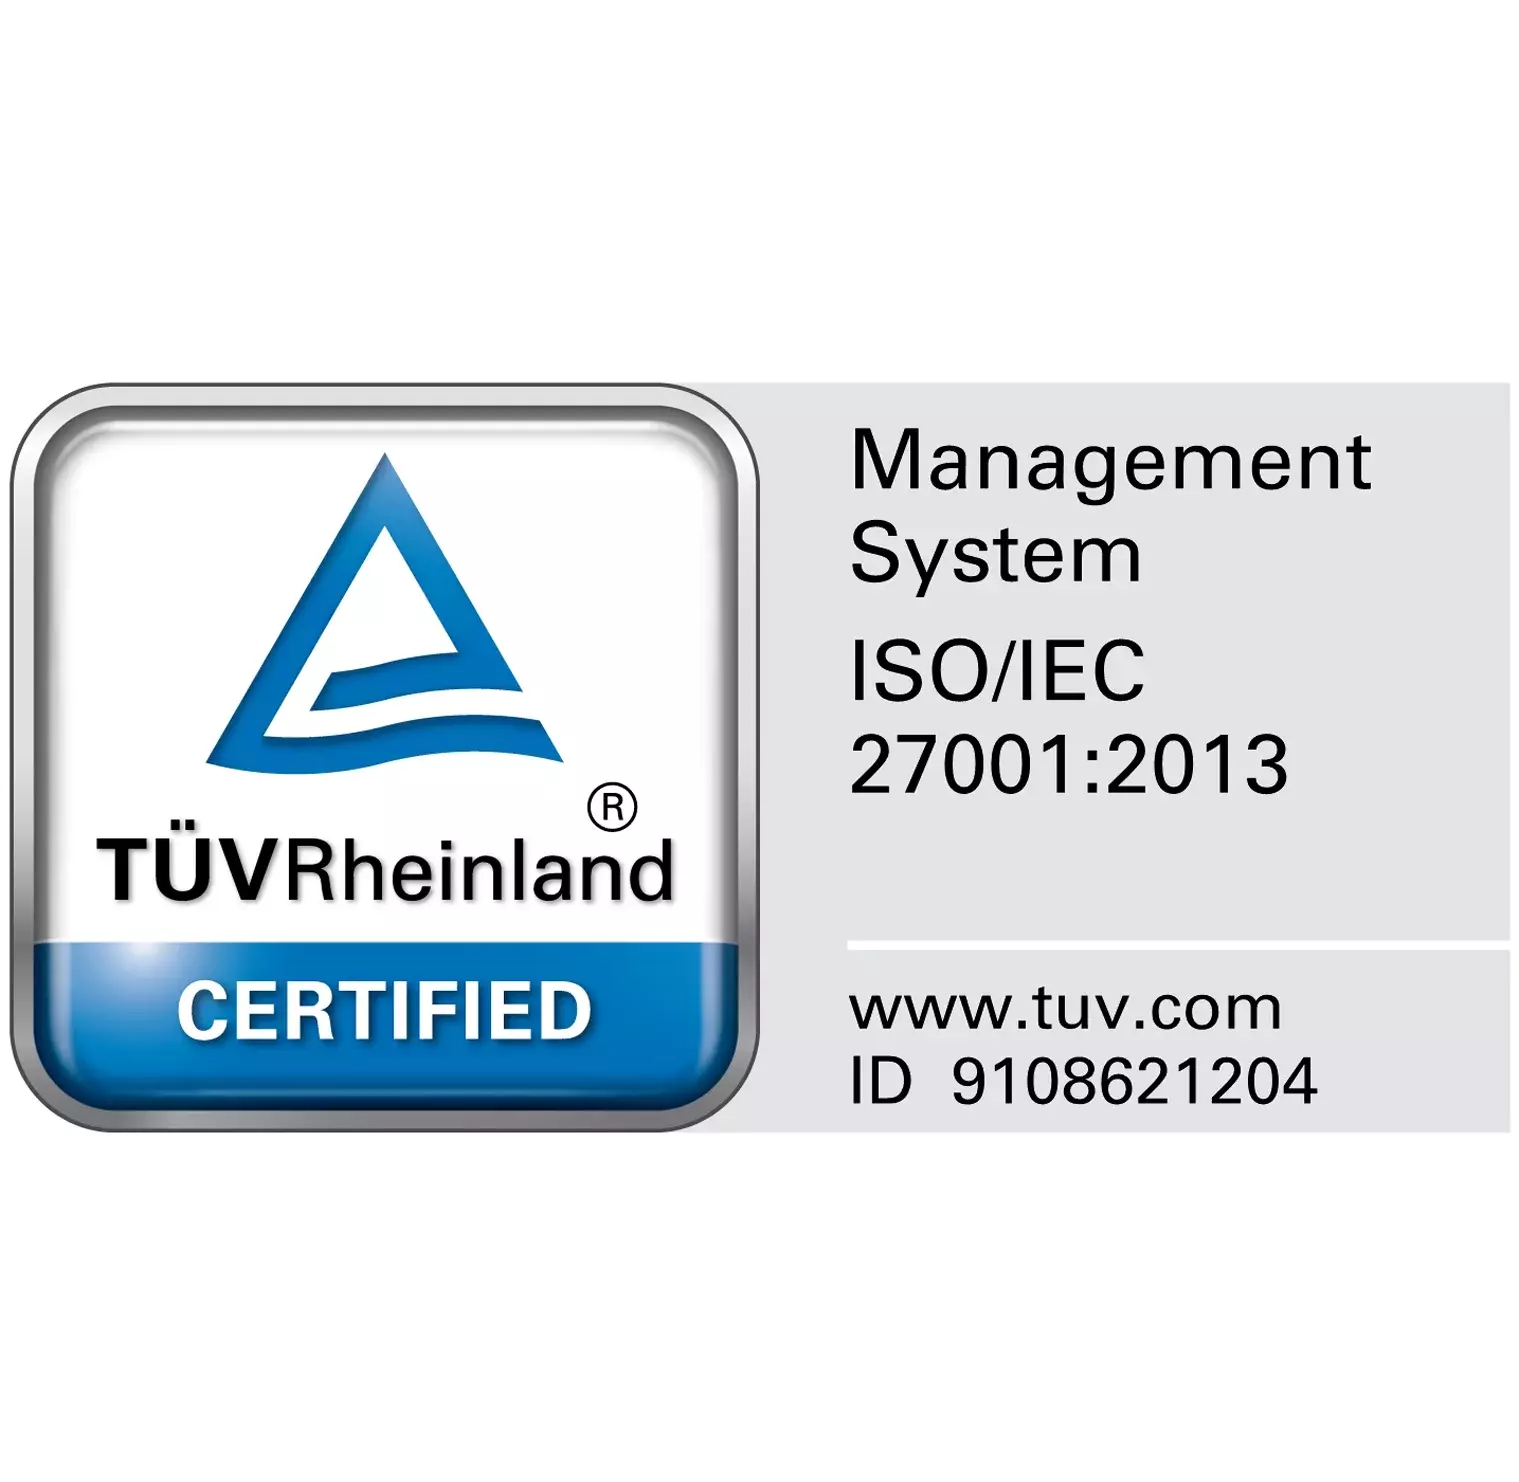 ®
TÜVRheinland
CERTIFIED
Management
System
ISO/IEC
27001:2013
www.tuv.com
ID 9108621204